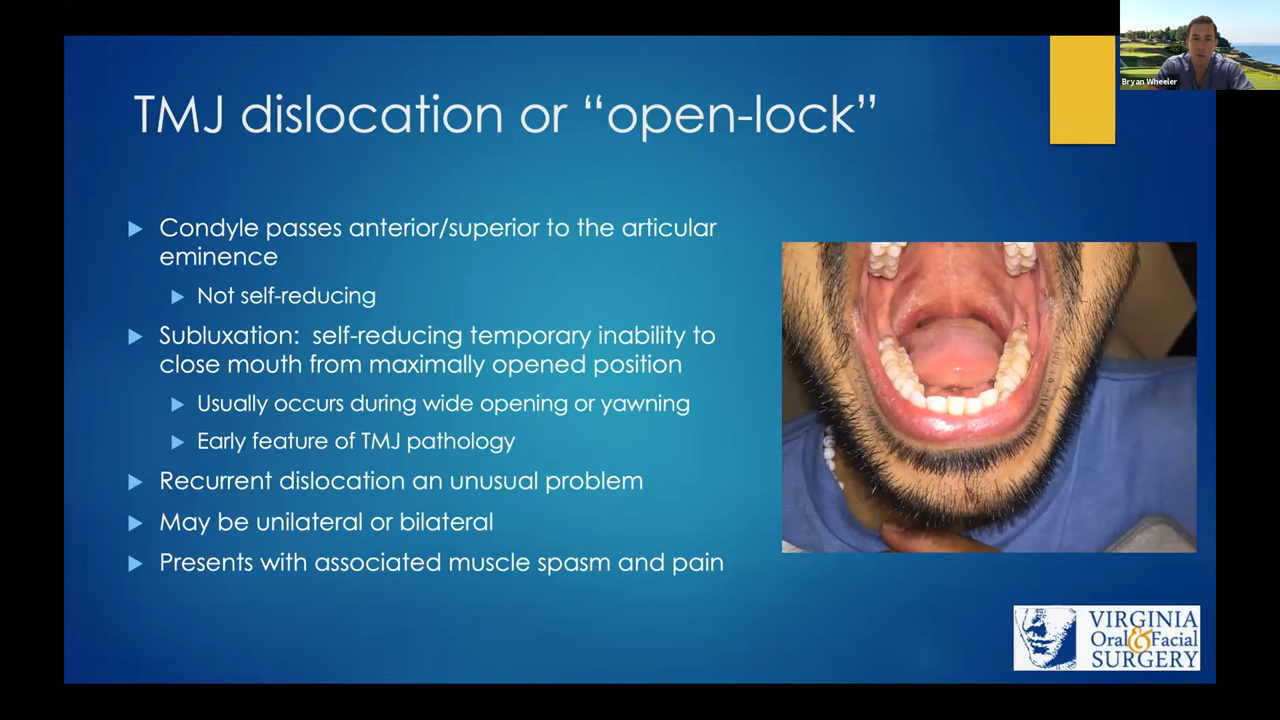 Bryan Wheeler
TMJ dislocation or “open-lock”
Condyle passes anterior/superior to the articular
eminence
Not self-reducing
Subluxation: self-reducing temporary inability to
close mouth from maximally opened position
Usually occurs during wide opening or yawning
Early feature of TMJ pathology
Recurrent dislocation an unusual problem
May be unilateral or bilateral
Presents with associated muscle spasm and pain
VIRGINIA
Oral & Facial
SURGERY